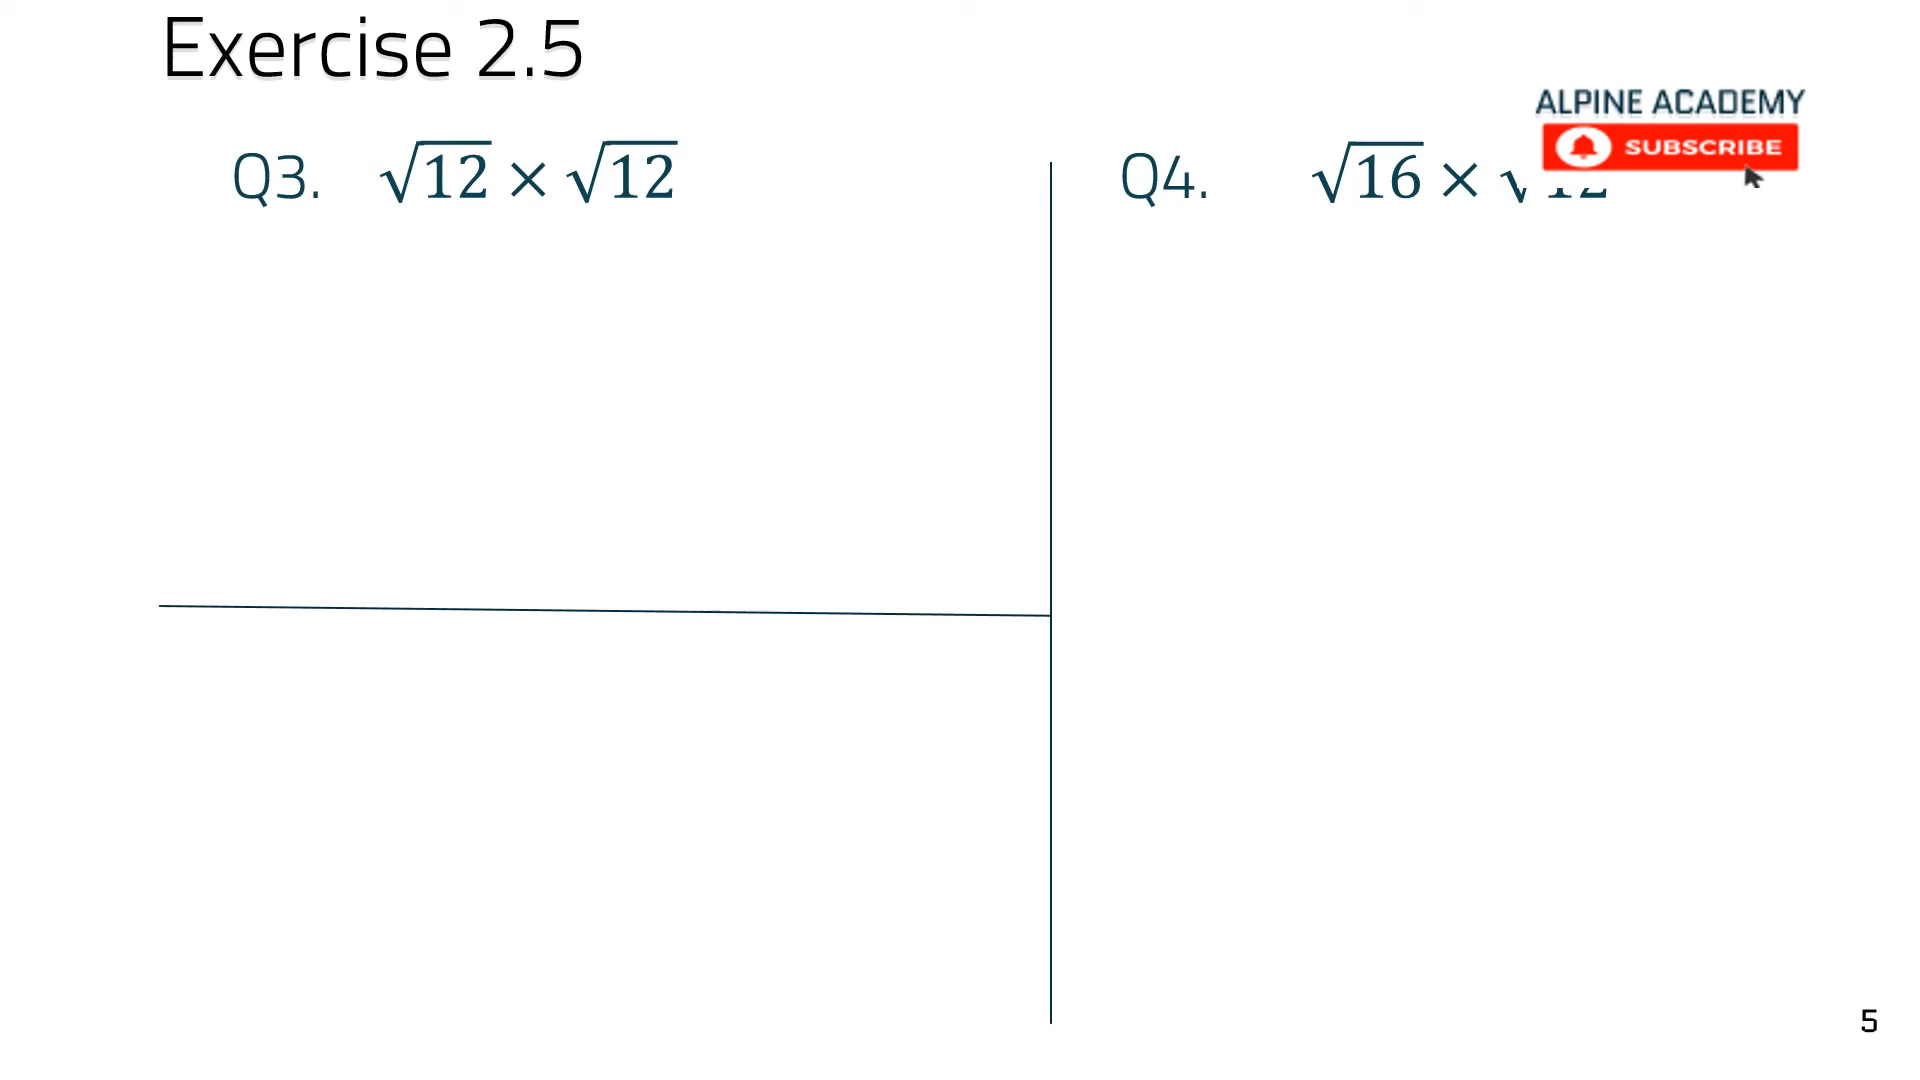 Exercise 2.5
ALPINE ACADEMY
SUBSCRIBE
Q3. √12 × √12
Q4. √16 × √
5